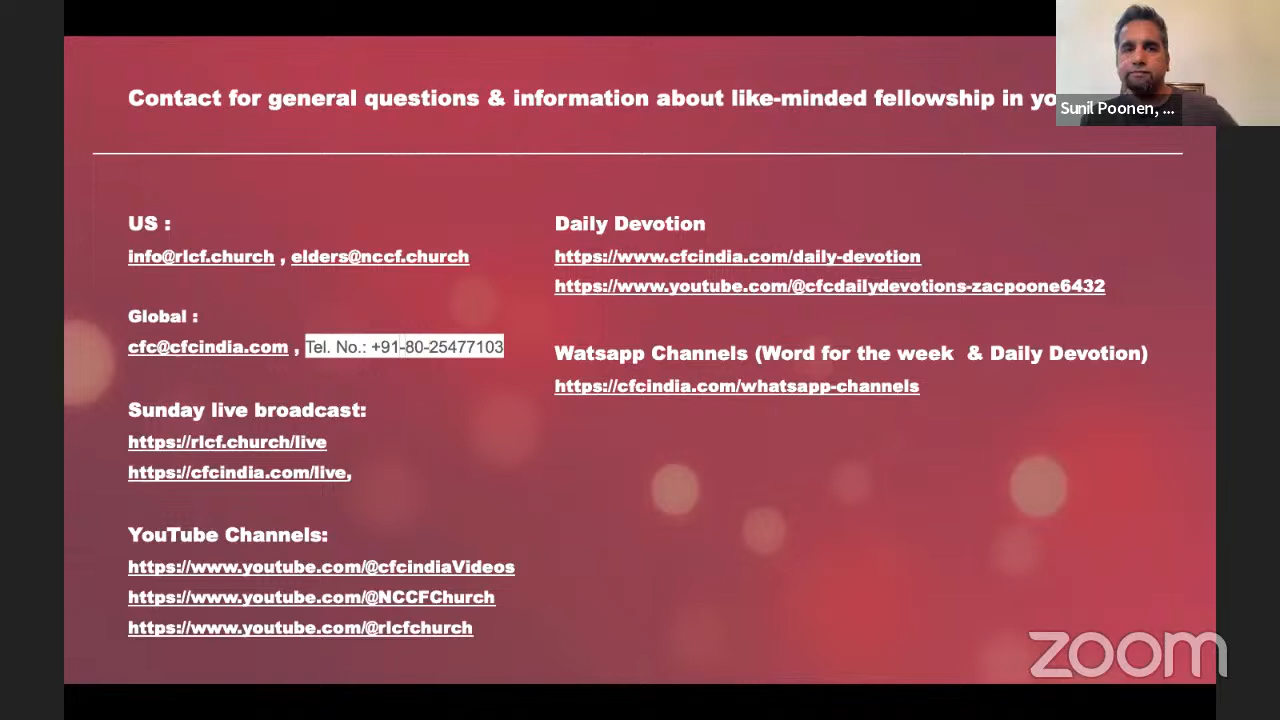 Contact for general questions & information about like-minded fellowship in yo
Sunil Poonen, ...
US :
info@rlcf.church , elders@nccf.church
Global :
cfc@cfcindia.com , Tel. No.: +91-80-25477103
Sunday live broadcast:
https://rlcf.church/live
https://cfcindia.com/live,
YouTube Channels:
https://www.youtube.com/@cfcindiaVideos
https://www.youtube.com/@NCCFChurch
https://www.youtube.com/@rlcfchurch
Daily Devotion
https://www.cfcindia.com/daily-devotion
https://www.youtube.com/@cfcdailydevotions-zacpoone6432
Watsapp Channels (Word for the week  & Daily Devotion)
https://cfcindia.com/whatsapp-channels
zoom